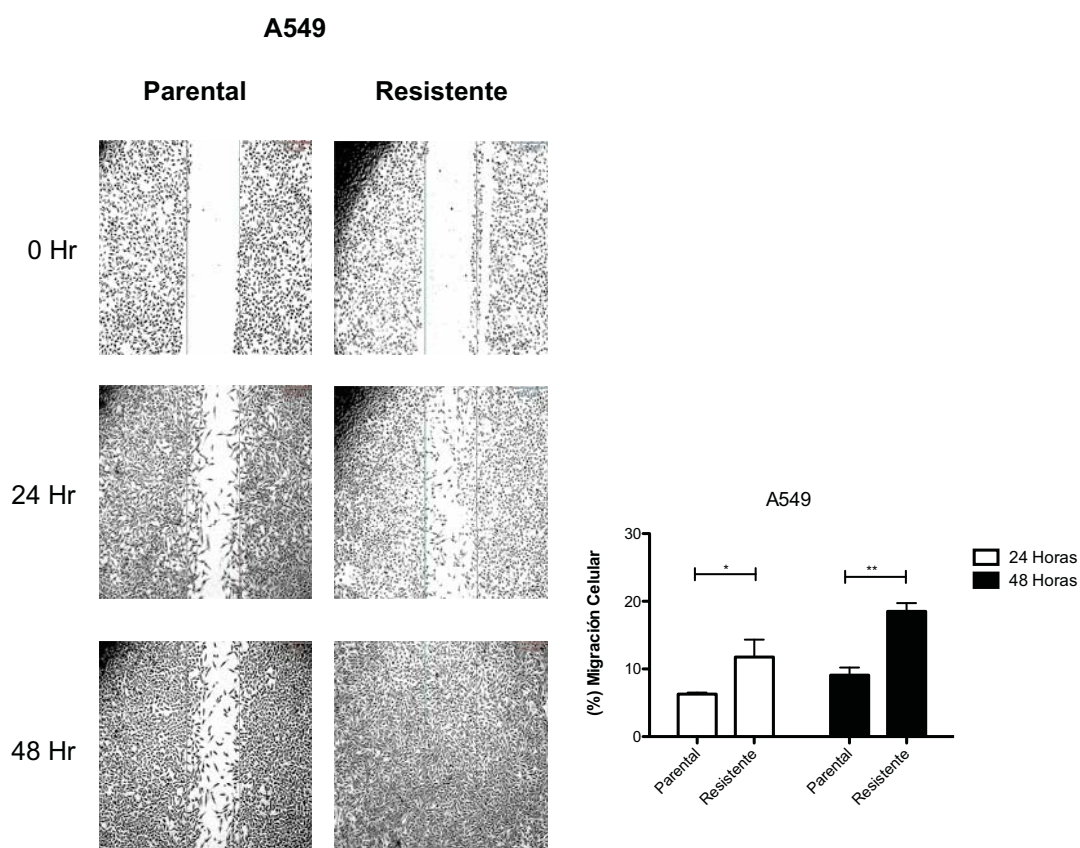 A549
Parental
Resistente
0 Hr
24 Hr
48 Hr
A549
(%) Migración Celular
30
20
10
0
*
**
Parental
Resistente
Parental
Resistente
24 Horas
48 Horas